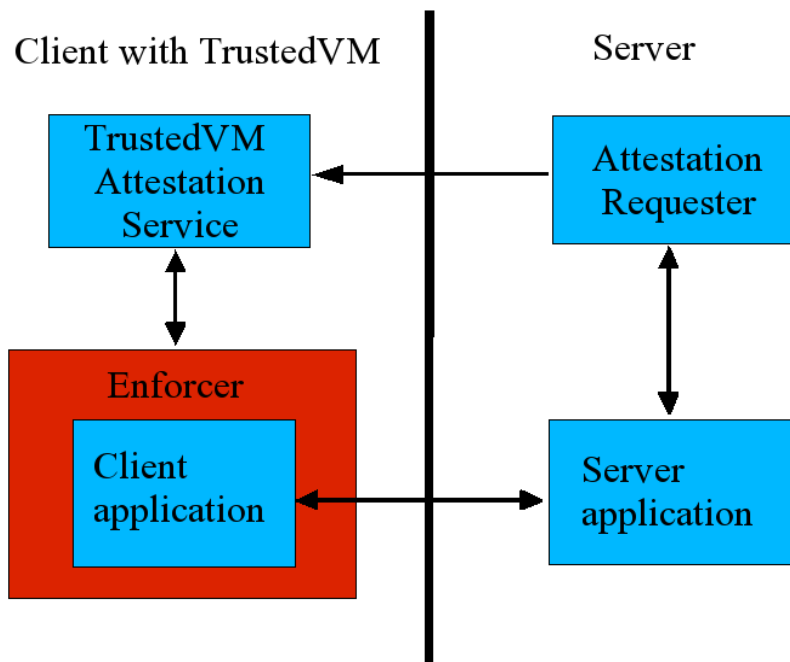 Client with TrustedVM
Server
TrustedVM
Attestation
Service
Attestation
Requester
Enforcer
Client
application
Server
application